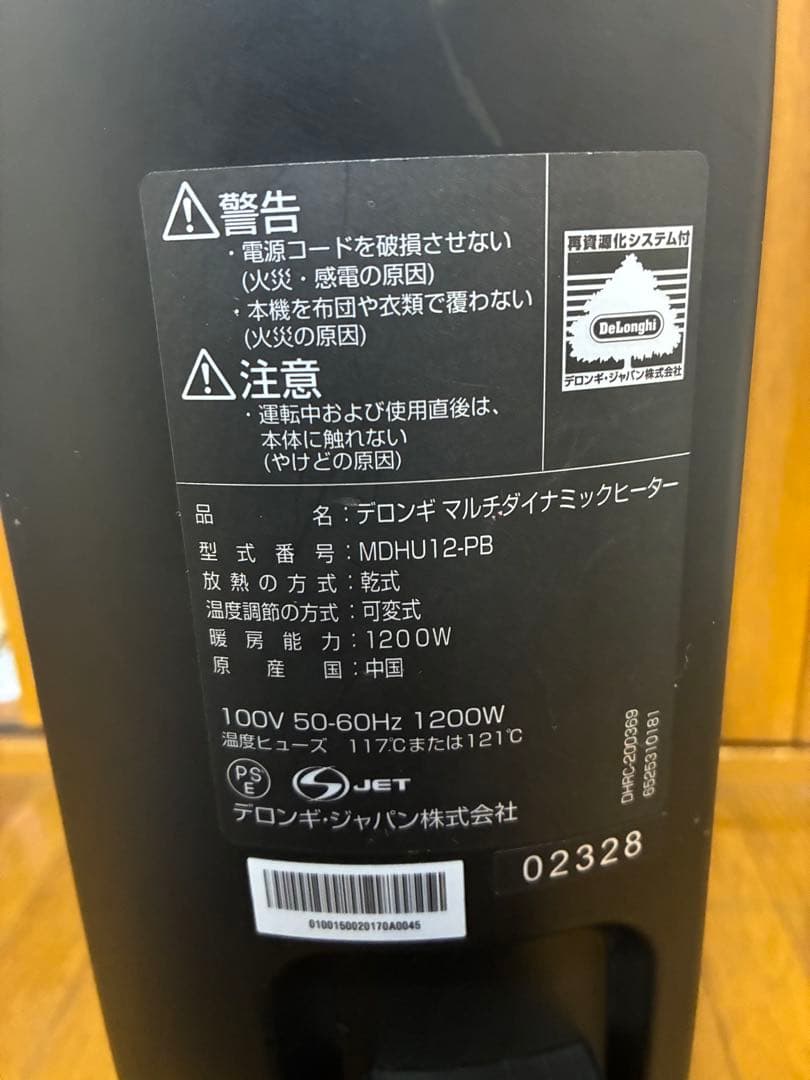 警告
・電源コードを破損させない
(火災・感電の原因)
・本機を布団や衣類で覆わない
(火災の原因)
注意
・運転中および使用直後は、
本体に触れない
(やけどの原因)
再資源化システム付
DeLonghi
デロンギ・ジャパン株式会社
品名：デロンギ マルチダイナミックヒーター
型式番号：MDHU12-PB
放熱の方式：乾式
温度調節の方式：可変式
暖房能力：1200W
原産国：中国
100V 50-60Hz 1200W
温度ヒューズ 117℃または121℃
PS
E
JET
デロンギ・ジャパン株式会社
DHRC-200369
6525310181
02328
0100150020170A0045